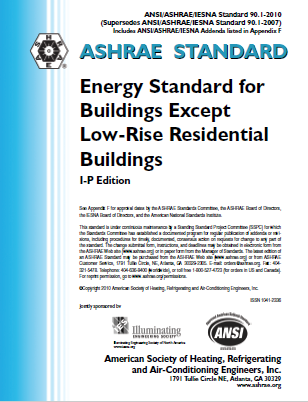 ANSI/ASHRAE/IESNA Standard 90.1-2010
(Supersedes ANSI/ASHRAE/IESNA Standard 90.1-2007)
Includes ANSI/ASHRAE/IESNA Addenda listed in Appendix F
ASHRAE STANDARD
Energy Standard for
Buildings Except
Low-Rise Residential
Buildings
I-P Edition
See Appendix F for approval dates by the ASHRAE Standards Committee, the ASHRAE Board of Directors,
the IESNA Board of Directors, and the American National Standards Institute.
This standard is under continuous maintenance by a Standing Standard Project Committee (SSPC) for which
the Standards Committee has established a documented program for regular publication of addenda or revi-
sions, including procedures for timely, documented, consensus action on requests for change to any part of
the standard. The change submittal form, instructions, and deadlines may be obtained in electronic form from
the ASHRAE Web site (www.ashrae.org) or in paper form from the Manager of Standards. The latest edition of
an ASHRAE Standard may be purchased from the ASHRAE Web site (www.ashrae.org) or from ASHRAE
Customer Service, 1791 Tullie Circle, NE, Atlanta, GA 30329-2305. E-mail: orders@ashrae.org. Fax: 404-
321-5478. Telephone: 404-636-8400 (worldwide), or toll free 1-800-527-4723 (for orders in US and Canada).
For reprint permission, go to www.ashrae.org/permissions.
©Copyright 2010 American Society of Heating, Refrigerating and Air-Conditioning Engineers, Inc.
ISSN 1041-2336
Jointly sponsored by
Illuminating
ENGINEERING SOCIETY
Illuminating Engineering Society of North America
www.ies.org
ANSI
American Society of Heating, Refrigerating
and Air-Conditioning Engineers, Inc.
1791 Tullie Circle NE, Atlanta, GA 30329
www.ashrae.org